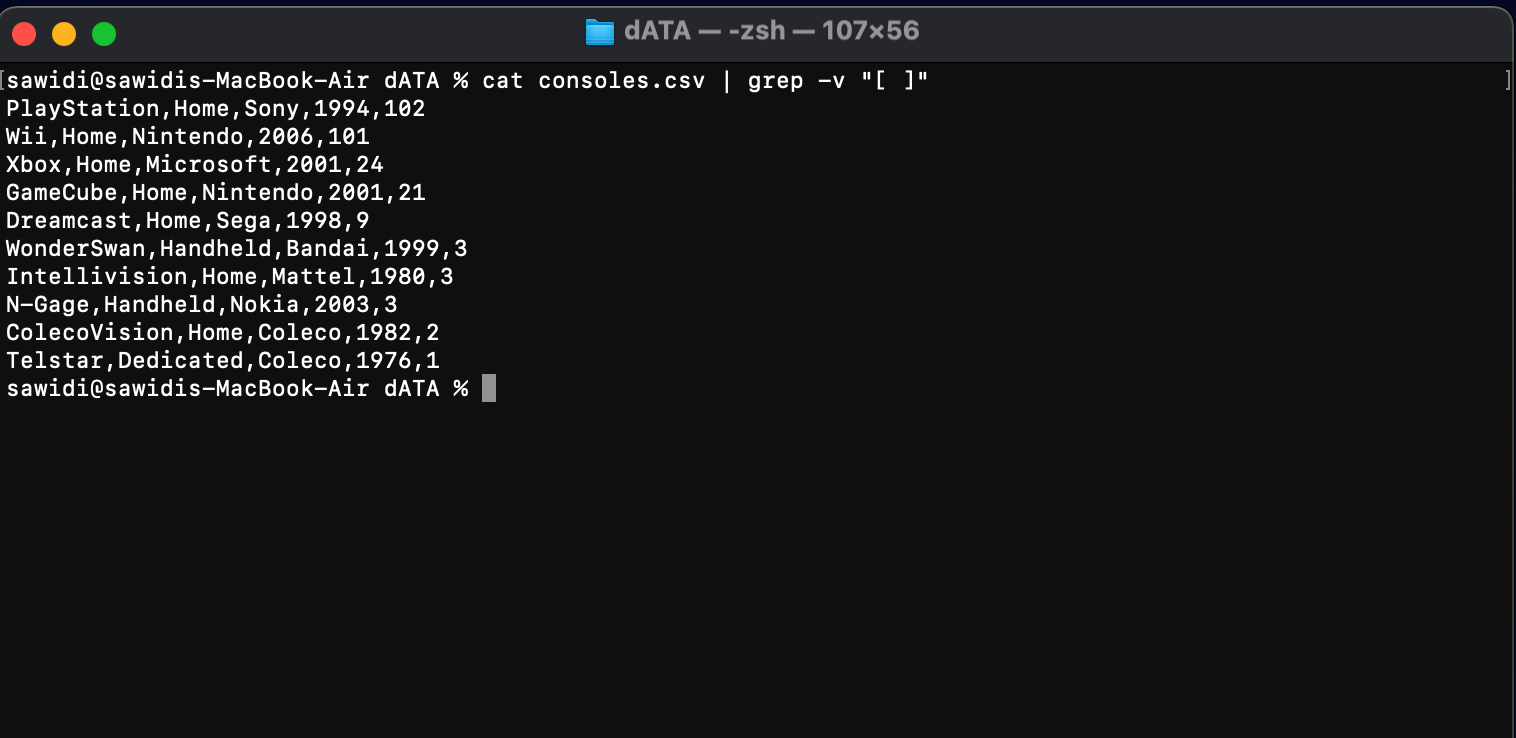 dATA — -zsh — 107×56
[sawidi@sawidis-MacBook-Air dATA % cat consoles.csv | grep -v "[ ]" ]
PlayStation,Home,Sony,1994,102
Wii,Home,Nintendo,2006,101
Xbox,Home,Microsoft,2001,24
GameCube,Home,Nintendo,2001,21
Dreamcast,Home,Sega,1998,9
WonderSwan,Handheld,Bandai,1999,3
Intellivision,Home,Mattel,1980,3
N-Gage,Handheld,Nokia,2003,3
ColecoVision,Home,Coleco,1982,2
Telstar,Dedicated,Coleco,1976,1
sawidi@sawidis-MacBook-Air dATA %